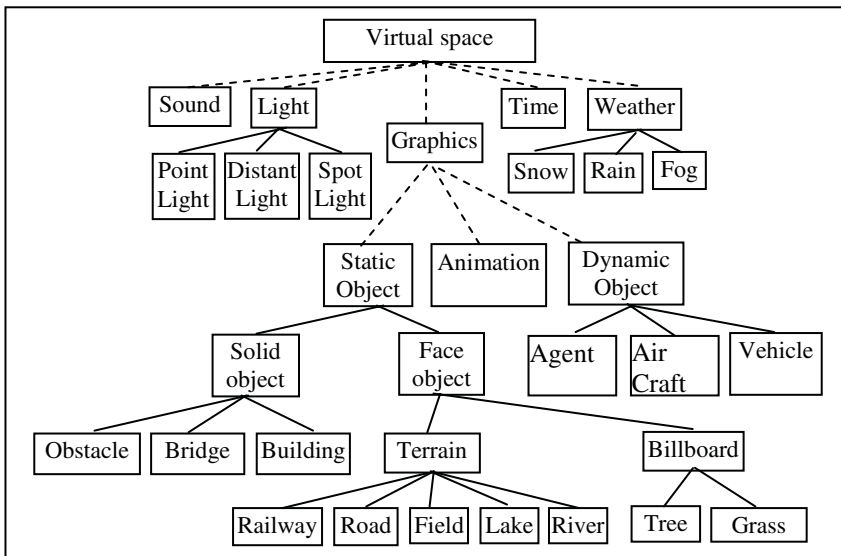 Virtual space
Sound
Light
Time
Weather
Graphics
Point
Light
Distant
Light
Spot
Light
Snow
Rain
Fog
Static
Object
Animation
Dynamic
Object
Solid
object
Face
object
Agent
Air
Craft
Vehicle
Obstacle
Bridge
Building
Terrain
Billboard
Railway
Road
Field
Lake
River
Tree
Grass